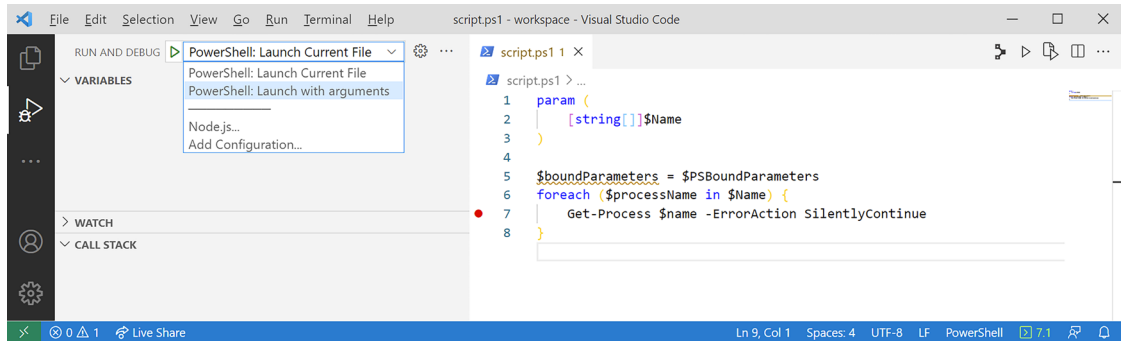 File Edit Selection View Go Run Terminal Help script.ps1 - workspace - Visual Studio Code
RUN AND DEBUG PowerShell: Launch Current File ...
PowerShell: Launch Current File
PowerShell: Launch with arguments
Node.js...
Add Configuration...
VARIABLES
WATCH
CALL STACK
script.ps1 1
script.ps1 > ...
1 param (
2 [string[]]$Name
3 )
4
5 $boundParameters = $PSBoundParameters
6 foreach ($processName in $Name) {
7 Get-Process $name -ErrorAction SilentlyContinue
8 }
0 1 Live Share Ln 9, Col 1 Spaces: 4 UTF-8 LF PowerShell 7.1